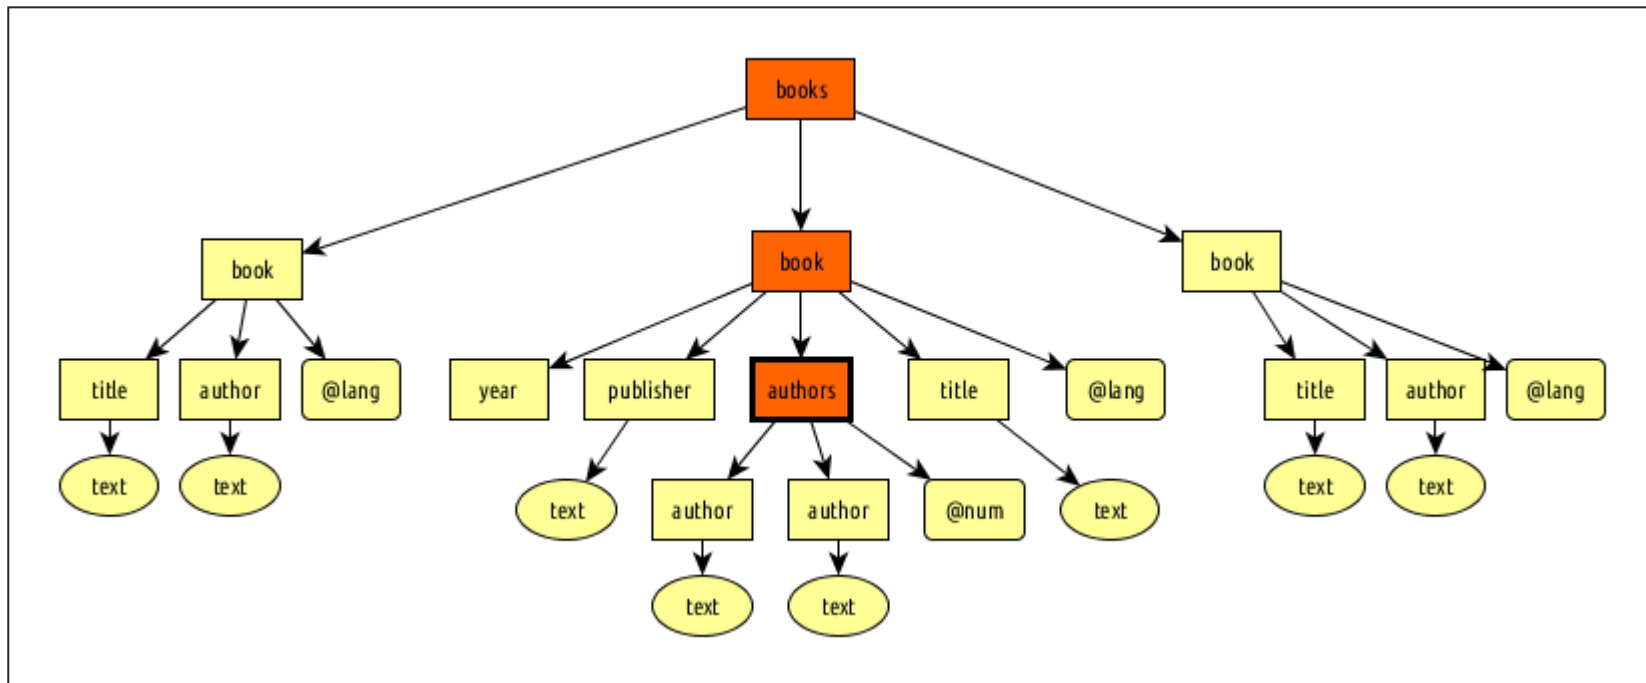 books
book
book
book
title
author
@lang
year
publisher
authors
title
@lang
title
author
@lang
text
text
text
author
author
@num
text
text
text
text
text